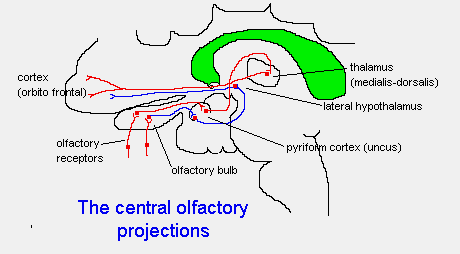 thalamus
(medialis-dorsalis)
cortex
(orbito frontal)
lateral hypothalamus
olfactory
receptors
pyriform cortex (uncus)
olfactory bulb
The central olfactory
projections